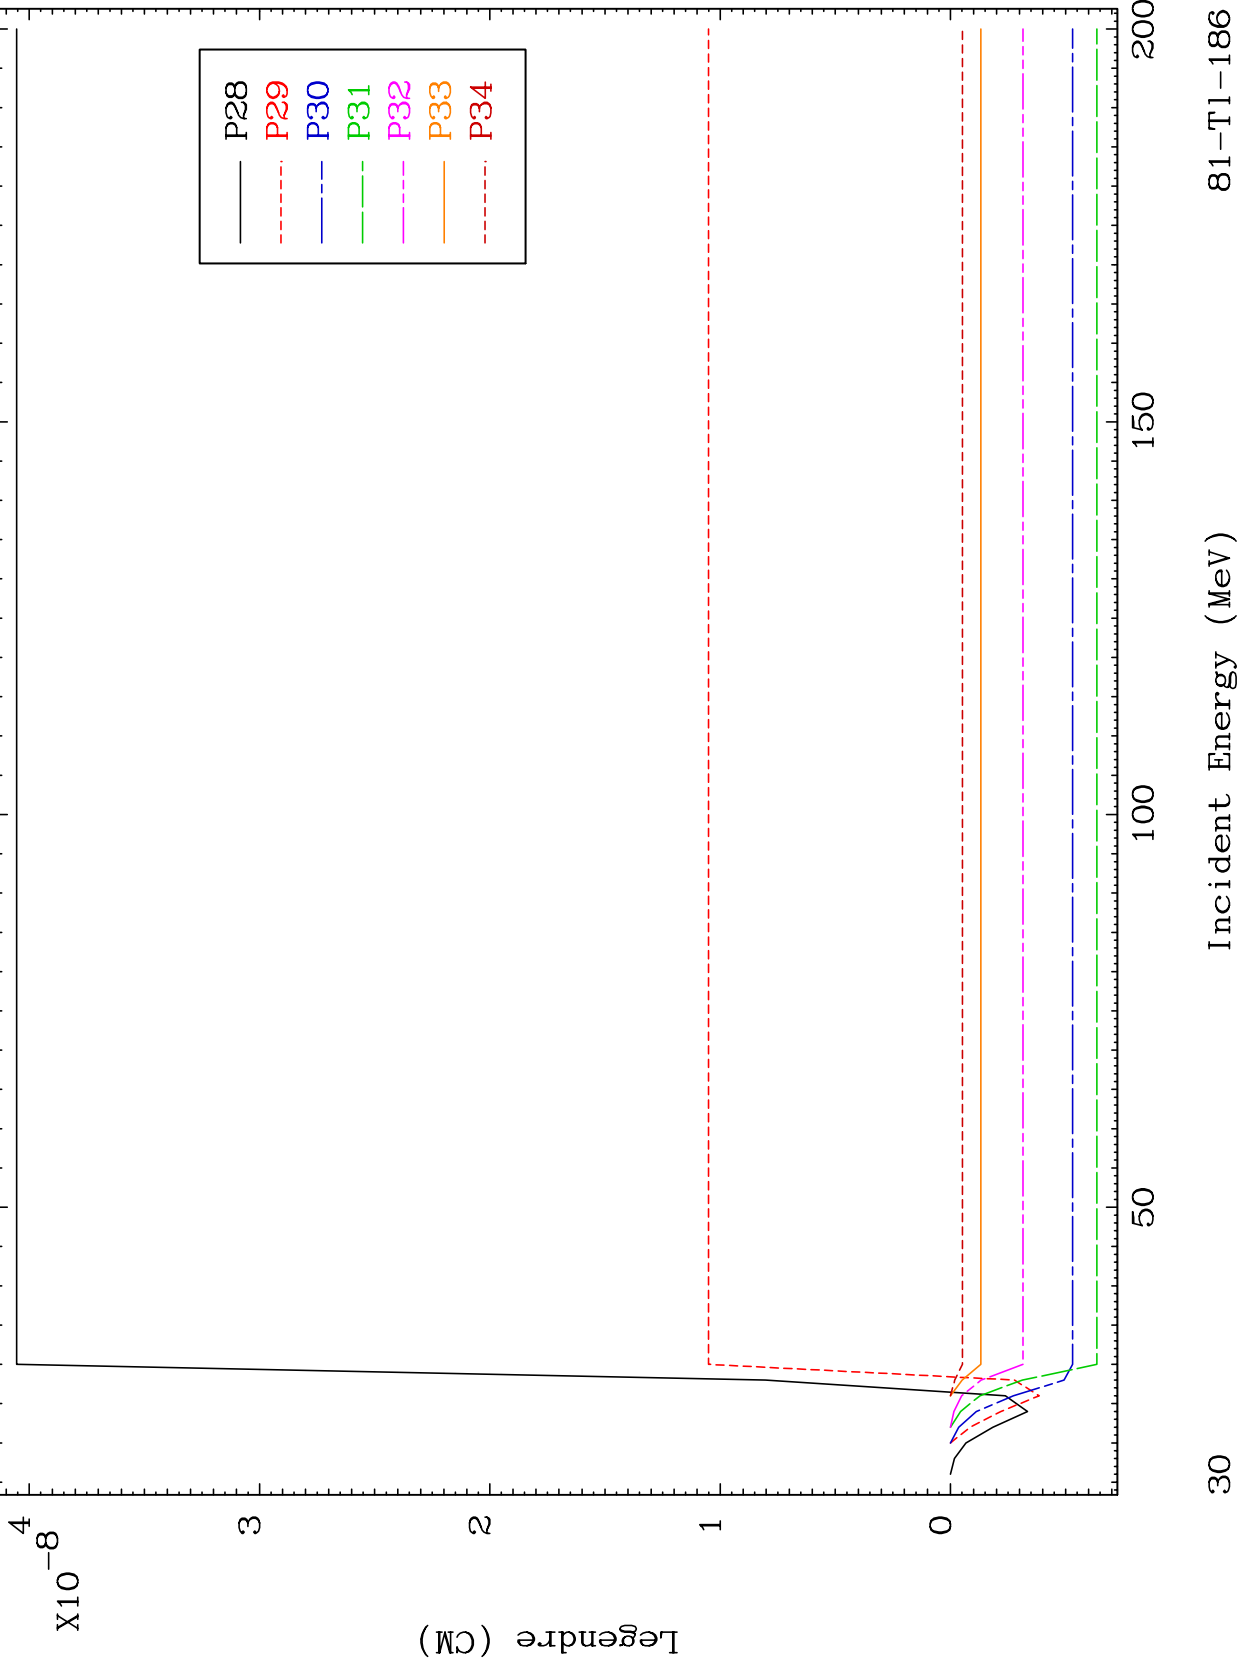 X10-8
4
3
2
1
0
Legendre (CM)
P28
P29
P30
P31
P32
P33
P34
50
100
150
200
30
Incident Energy (MeV)
81-Tl-186